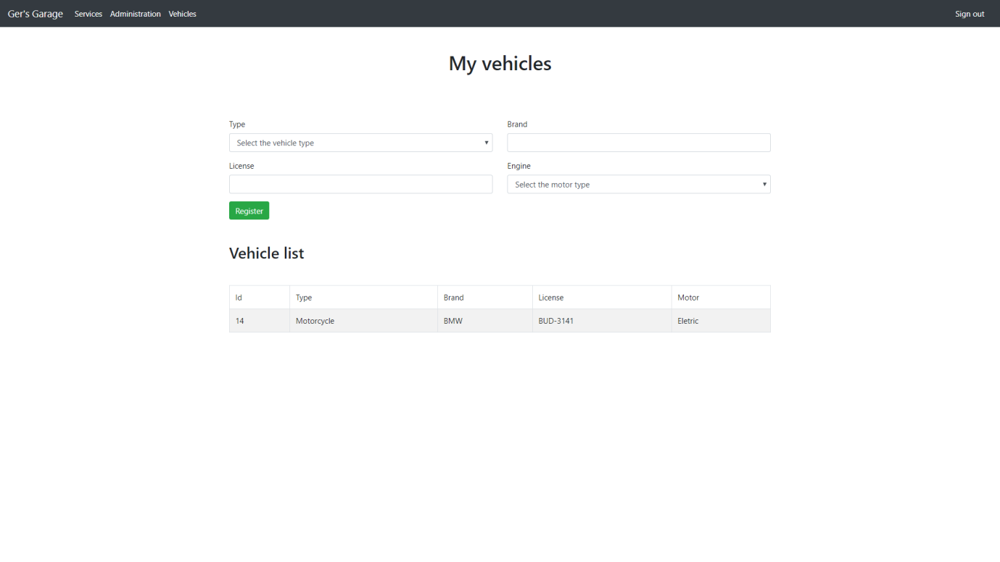 Ger's Garage Services Administration Vehicles Sign out
My vehicles
Type Brand
Select the vehicle type
License Engine
Select the motor type
Register
Vehicle list
Id Type Brand License Motor
14 Motorcycle BMW BUD-3141 Eletric